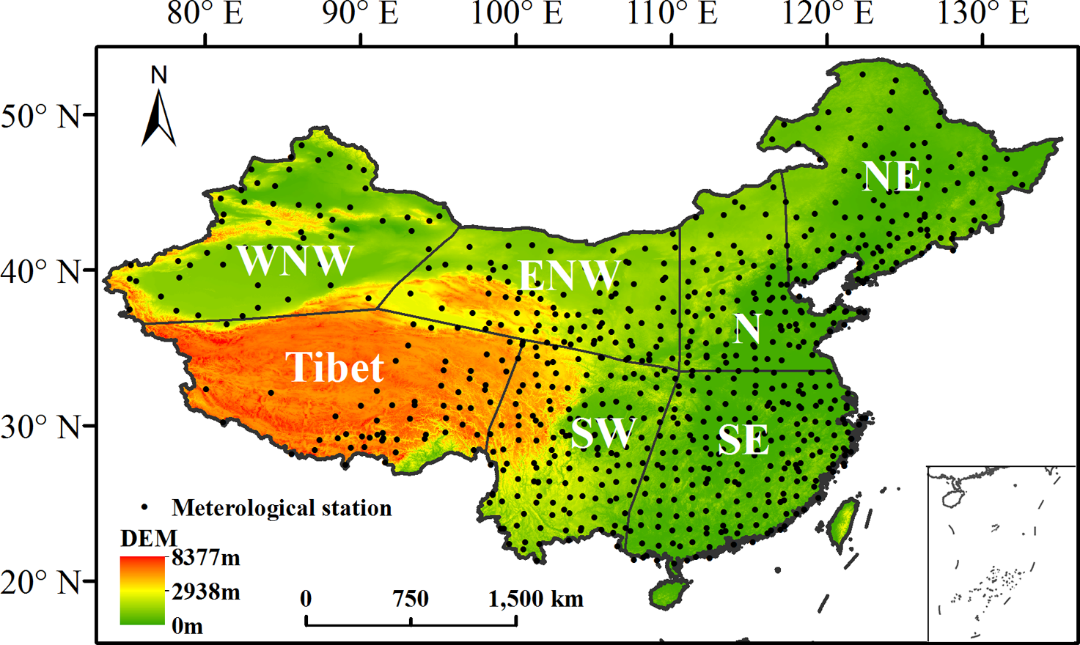 80° E 90° E 100° E 110° E 120° E 130° E
N
50° N
NE
40° N
WNW
ENW
N
Tibet
30° N
SW
SE
Meterological station
DEM
8377m
2938m
0m
20° N
0 750 1,500 km